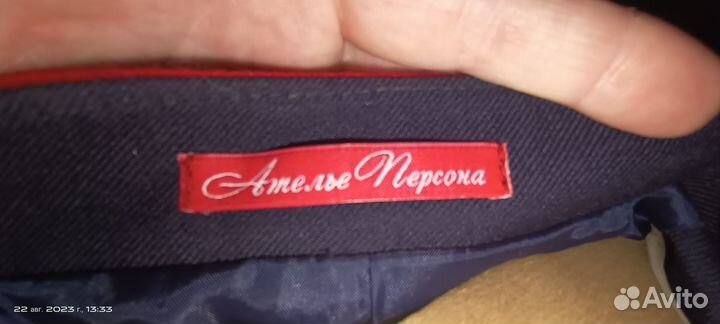 Ателье Персона
22 авг. 2023 г., 13:33
Avito